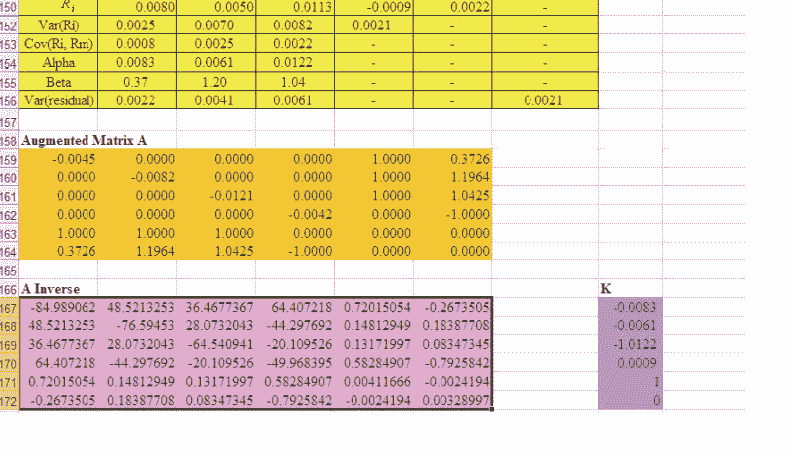 150 Ri 0.0080 0.0050 0.0113 -0.0009 0.0022 -
152 Var(Ri) 0.0025 0.0070 0.0082 0.0021 - -
153 Cov(Ri, Rm) 0.0008 0.0025 0.0022 - - -
154 Alpha 0.0083 0.0061 0.0122 - - -
155 Beta 0.37 1.20 1.04 - - -
156 Var(residual) 0.0022 0.0041 0.0061 - - 0.0021
157
158 Augmented Matrix A
159 -0.0045 0.0000 0.0000 0.0000 1.0000 0.3726
160 0.0000 -0.0082 0.0000 0.0000 1.0000 1.1964
161 0.0000 0.0000 -0.0121 0.0000 1.0000 1.0425
162 0.0000 0.0000 0.0000 -0.0042 0.0000 -1.0000
163 1.0000 1.0000 1.0000 0.0000 0.0000 0.0000
164 0.3726 1.1964 1.0425 -1.0000 0.0000 0.0000
165
166 A Inverse K
167 -84.989062 48.5213253 36.4677367 64.407218 0.72015054 -0.2673505 -0.0083
168 48.5213253 -76.59453 28.0732043 -44.297692 0.14812949 0.18387708 -0.0061
169 36.4677367 28.0732043 -64.540941 -20.109526 0.13171997 0.08347345 -1.0122
170 64.407218 -44.297692 -20.109526 -49.968395 0.58284907 -0.7925842 0.0009
171 0.72015054 0.14812949 0.13171997 0.58284907 0.00411666 -0.0024194 1
172 -0.2673505 0.18387708 0.08347345 -0.7925842 -0.0024194 0.00328997 0